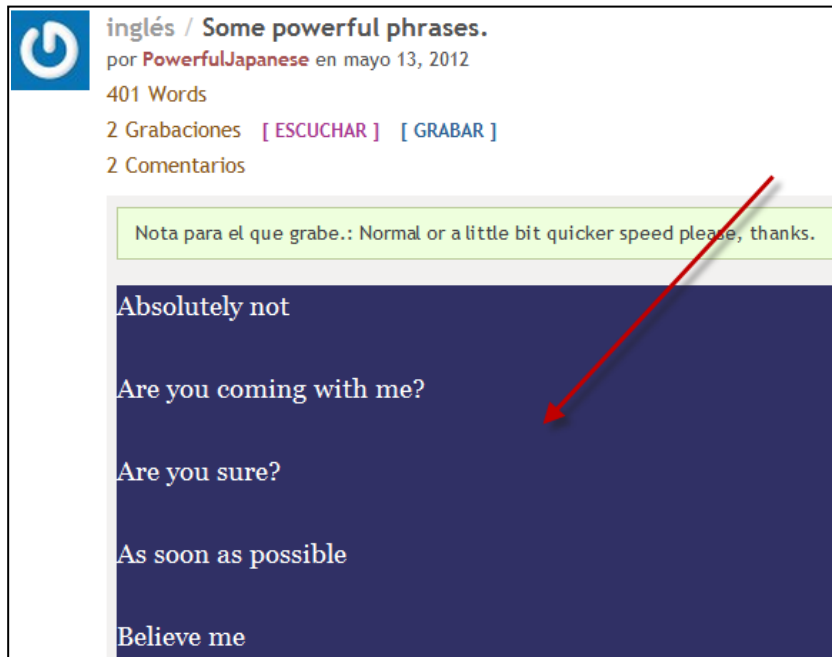 inglés / Some powerful phrases.
por PowerfulJapanese en mayo 13, 2012
401 Words
2 Grabaciones [ ESCUCHAR ] [ GRABAR ]
2 Comentarios
Nota para el que grabe.: Normal or a little bit quicker speed please, thanks.
Absolutely not
Are you coming with me?
Are you sure?
As soon as possible
Believe me